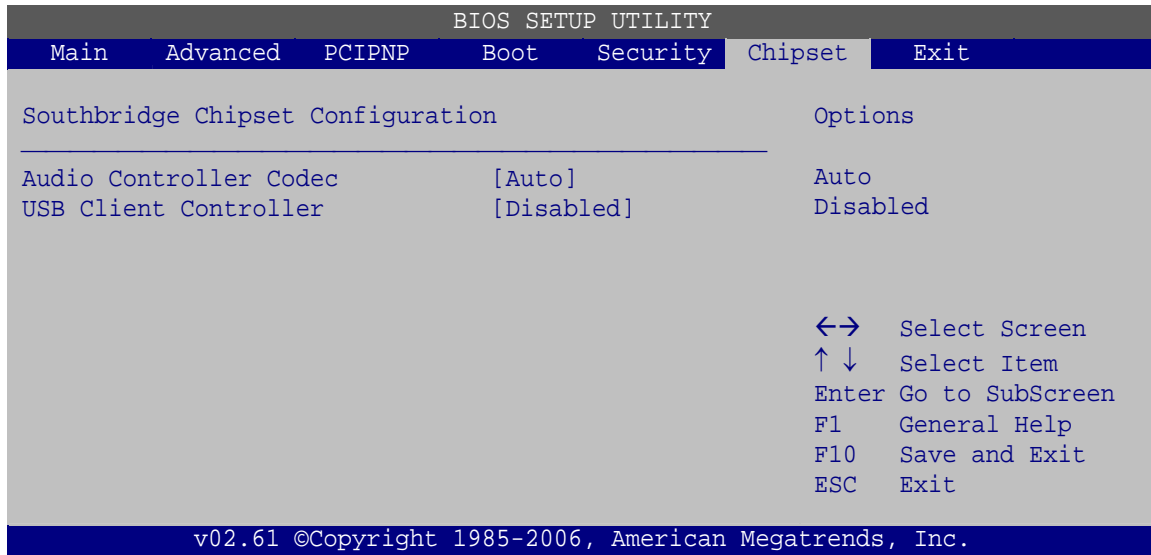 BIOS SETUP UTILITY
Main Advanced PCIPNP Boot Security Chipset Exit
Southbridge Chipset Configuration
Options
Audio Controller Codec [Auto]
Auto
USB Client Controller [Disabled]
Disabled
←→ Select Screen
↑ ↓ Select Item
Enter Go to SubScreen
F1 General Help
F10 Save and Exit
ESC Exit
v02.61 ©Copyright 1985-2006, American Megatrends, Inc.